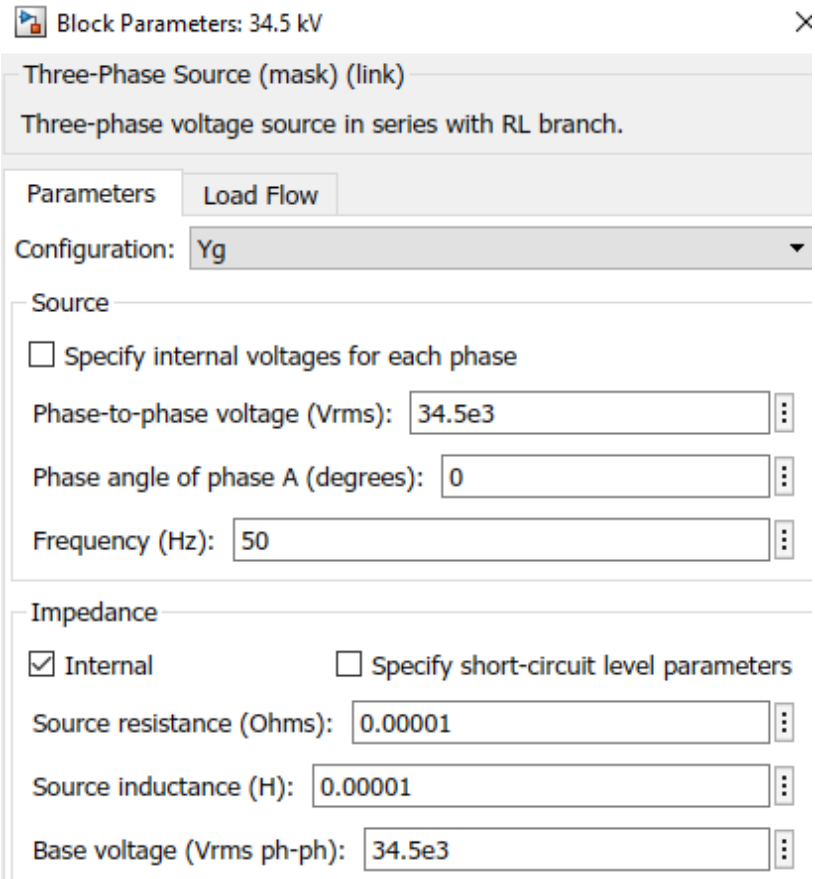 Block Parameters: 34.5 kV
Three-Phase Source (mask) (link)
Three-phase voltage source in series with RL branch.
Parameters Load Flow
Configuration: Yg
Source
Specify internal voltages for each phase
Phase-to-phase voltage (Vrms): 34.5e3
Phase angle of phase A (degrees): 0
Frequency (Hz): 50
Impedance
Internal Specify short-circuit level parameters
Source resistance (Ohms): 0.00001
Source inductance (H): 0.00001
Base voltage (Vrms ph-ph): 34.5e3